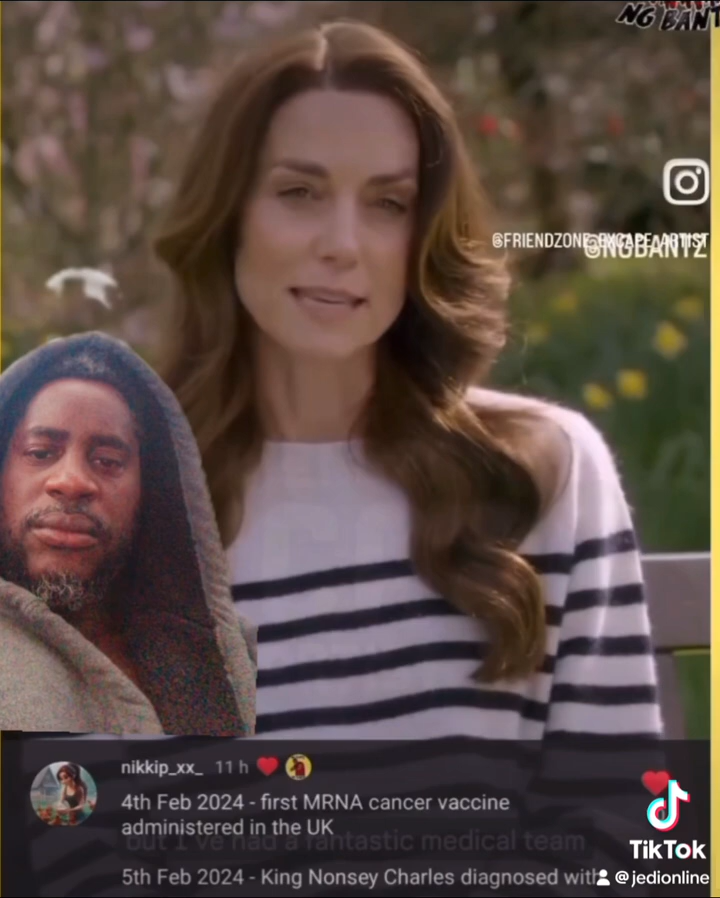 NG BANT
@FRIENDZONE_EXCAPE_ARTIST
@NGBANTZ
nikkip_xx_ 11 h
4th Feb 2024 - first MRNA cancer vaccine
administered in the UK
but I've had a fantastic medical team
5th Feb 2024 - King Nonsey Charles diagnosed with
TikTok
@jedionline